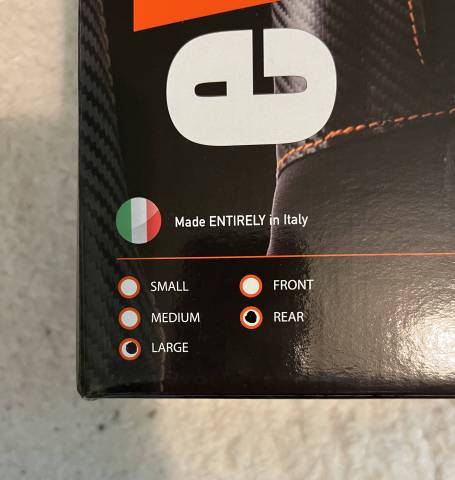 e
Made ENTIRELY in Italy
SMALL
FRONT
MEDIUM
REAR
LARGE